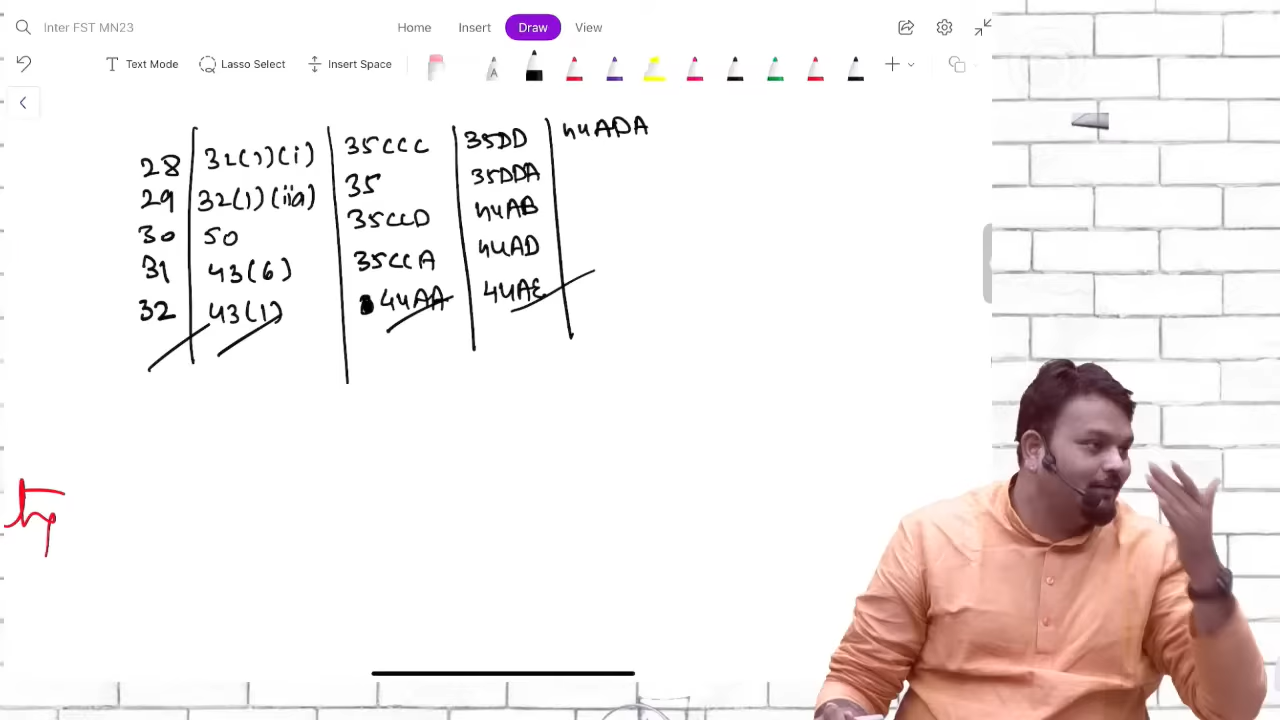 Inter FST MN23
Home Insert Draw View
Text Mode Lasso Select Insert Space
28 32(1)(i) 35CCC 35DD 44ADA
29 32(1)(iia) 35 35DDA
30 50 35CCD 44AB
31 43(6) 35CCA 44AD
32 43(1) 44AA 44AE